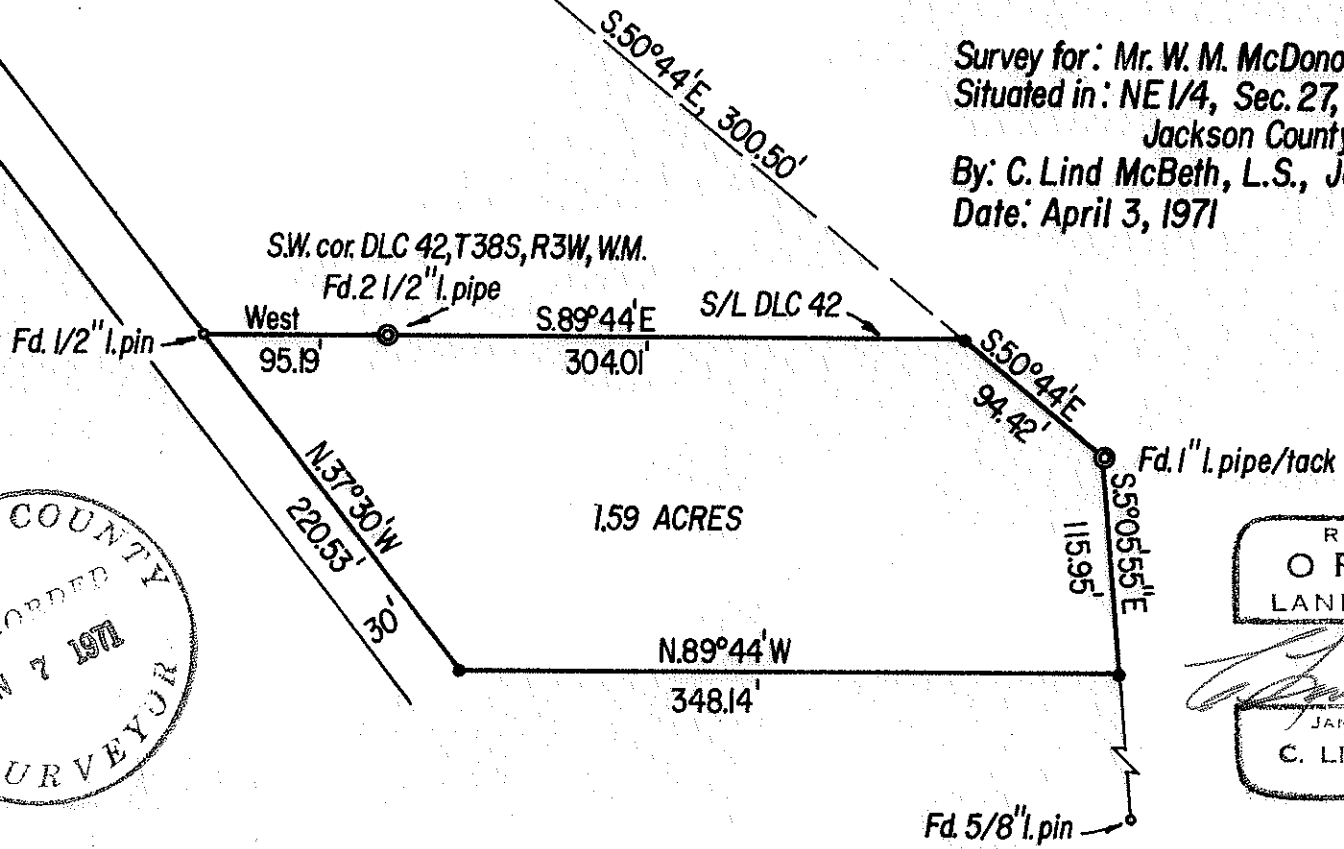 S.50°44'E, 300.50'
Survey for: Mr. W. M.
Situated in: NE 1/4, Sec. 27,
Jackson County
By: C. Lind McBeth, L.S.,
Date: April 3, 1971
S.W. cor. DLC 42, T38S, R3W, W.M.
Fd. 2 1/2" I. pipe
S/L DLC 42
Fd. 1/2" I. pin
West
95.19'
S.89°44'E
304.01'
S.50°44'E
94.42'
Fd. 1" I. pipe/tack
N.37°30'W
220.53'
30'
1.59 ACRES
S.5°05'55"E
115.95'
N.89°44'W
348.14'
Fd. 5/8" I. pin
COUNTY
7 1971